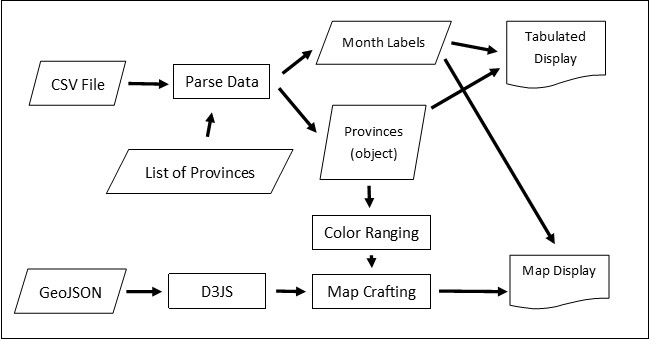 Month Labels
Tabulated
Display
CSV File
Parse Data
Provinces
(object)
List of Provinces
Color Ranging
Map Display
GeoJSON
D3JS
Map Crafting